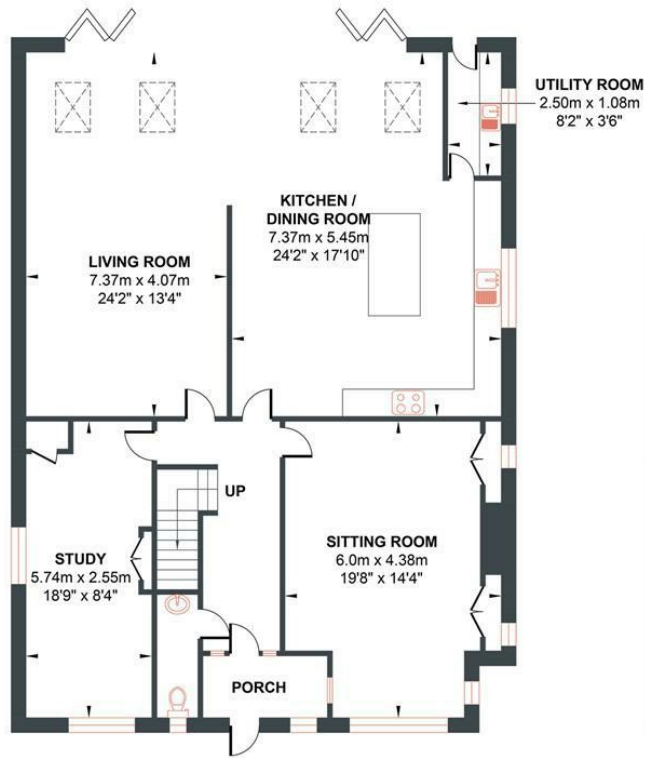 UTILITY ROOM
2.50m x 1.08m
8'2" x 3'6"
KITCHEN /
DINING ROOM
7.37m x 5.45m
24'2" x 17'10"
LIVING ROOM
7.37m x 4.07m
24'2" x 13'4"
UP
STUDY
5.74m x 2.55m
18'9" x 8'4"
SITTING ROOM
6.0m x 4.38m
19'8" x 14'4"
PORCH